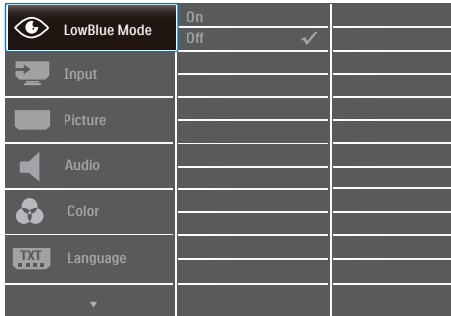 LowBlue Mode
On
Off
Input
Picture
Audio
Color
TXT
Language